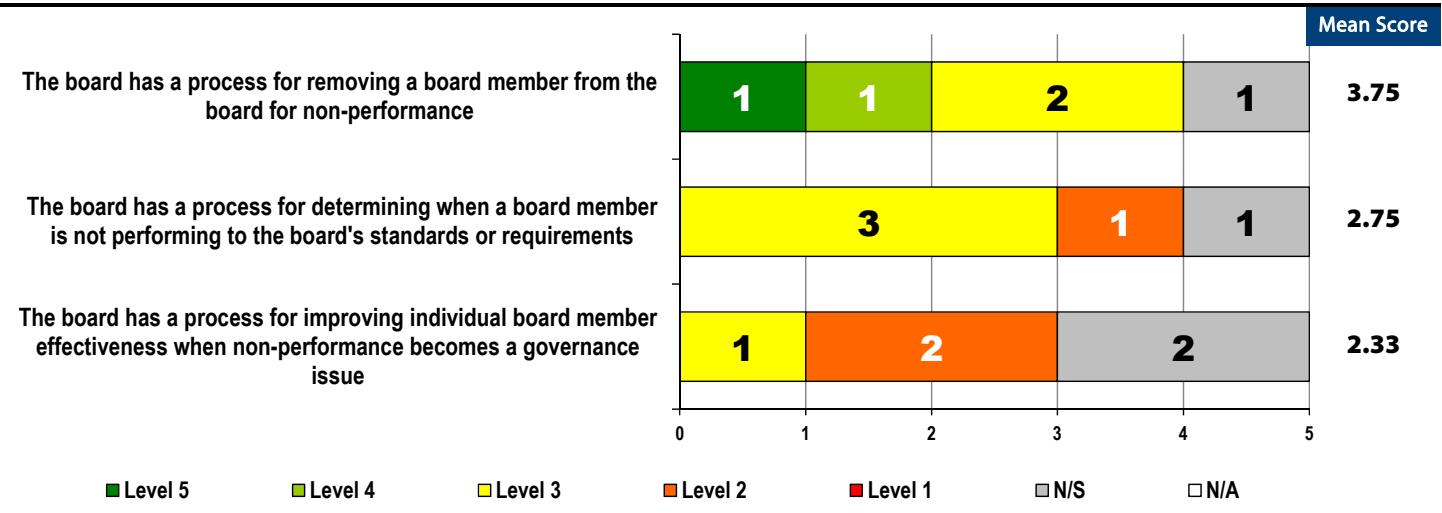 Mean Score
The board has a process for removing a board member from the
board for non-performance
1 1 2 1
3.75
The board has a process for determining when a board member
is not performing to the board's standards or requirements
3 1 1
2.75
The board has a process for improving individual board member
effectiveness when non-performance becomes a governance
issue
1 2 2
2.33
0 1 2 3 4 5
Level 5 Level 4 Level 3 Level 2 Level 1 N/S N/A